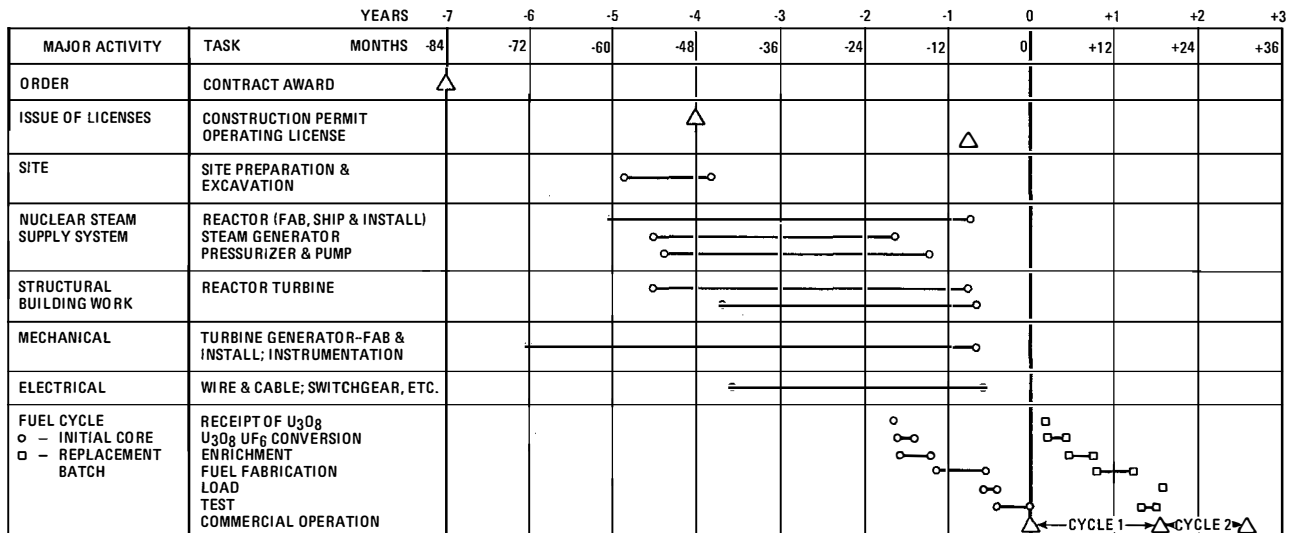 YEARS -7 -6 -5 -4 -3 -2 -1 0 +1 +2 +3
MAJOR ACTIVITY TASK MONTHS -84 -72 -60 -48 -36 -24 -12 0 +12 +24 +36
ORDER CONTRACT AWARD
ISSUE OF LICENSES CONSTRUCTION PERMIT
OPERATING LICENSE
SITE SITE PREPARATION &
EXCAVATION
NUCLEAR STEAM REACTOR (FAB, SHIP & INSTALL)
SUPPLY SYSTEM STEAM GENERATOR
PRESSURIZER & PUMP
STRUCTURAL REACTOR TURBINE
BUILDING WORK
MECHANICAL TURBINE GENERATOR--FAB &
INSTALL; INSTRUMENTATION
ELECTRICAL WIRE & CABLE; SWITCHGEAR, ETC.
FUEL CYCLE RECEIPT OF U3O8
O – INITIAL CORE U3O8 UF6 CONVERSION
□ – REPLACEMENT ENRICHMENT
BATCH FUEL FABRICATION
LOAD
TEST
COMMERCIAL OPERATION CYCLE 1 CYCLE 2